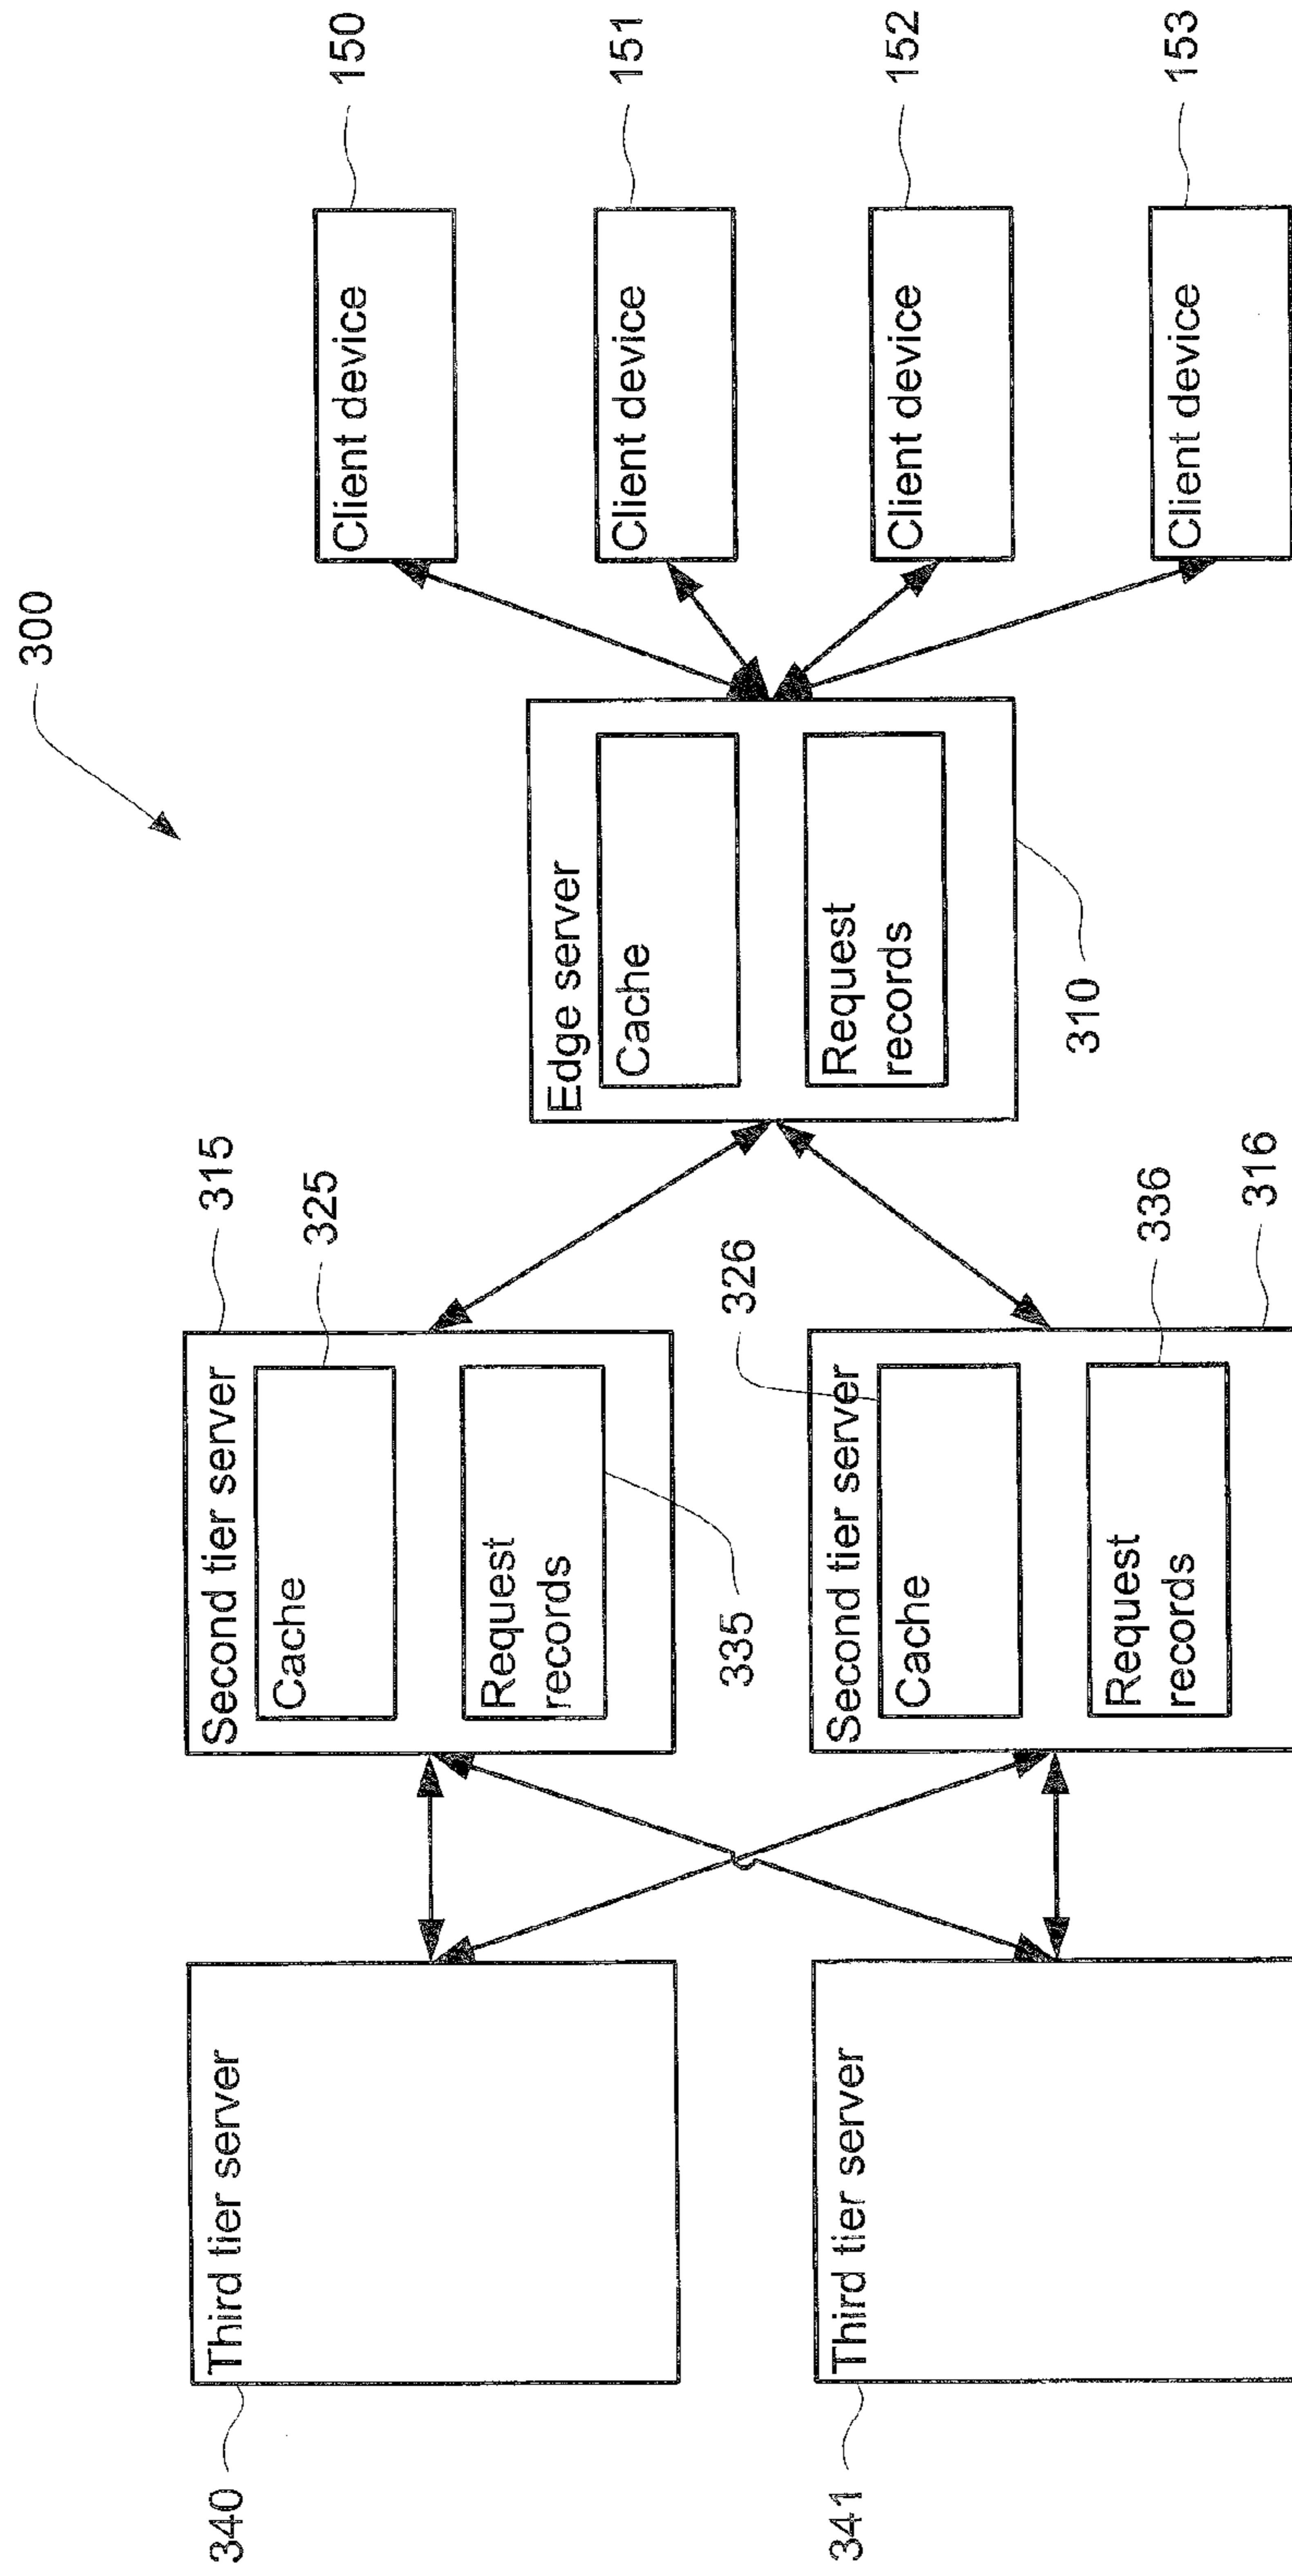 300
Third tier server
340
Third tier server
341
Second tier server
315
Cache
325
Request
records
335
Second tier server
316
Cache
326
Request
records
336
Edge server
Cache
Request
records
310
Client device
150
Client device
151
Client device
152
Client device
153